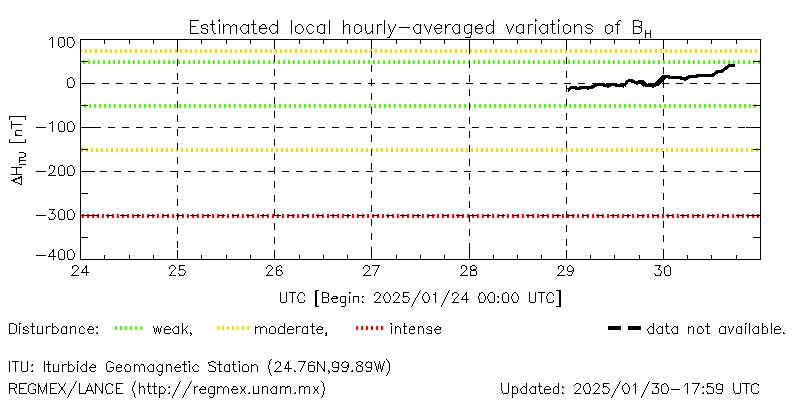 Estimated local hourly-averaged variations of BH
100
0
-100
-200
-300
-400
ΔHITU [nT]
24 25 26 27 28 29 30
UTC [Begin: 2025/01/24 00:00 UTC]
Disturbance: weak, moderate, intense data not available.
ITU: Iturbide Geomagnetic Station (24.76N,99.89W)
REGMEX/LANCE (http://regmex.unam.mx) Updated: 2025/01/30-17:59 UTC